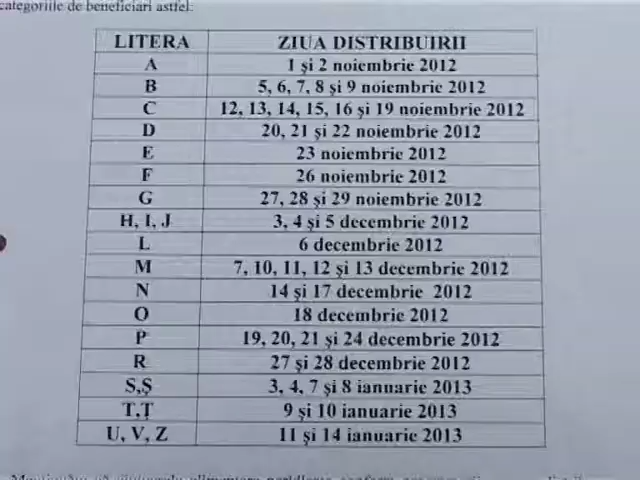 categoriile de beneficiari astfel:
LITERA ZIUA DISTRIBUIRII
A 1 și 2 noiembrie 2012
B 5, 6, 7, 8 și 9 noiembrie 2012
C 12, 13, 14, 15, 16 și 19 noiembrie 2012
D 20, 21 și 22 noiembrie 2012
E 23 noiembrie 2012
F 26 noiembrie 2012
G 27, 28 și 29 noiembrie 2012
H, I, J 3, 4 și 5 decembrie 2012
L 6 decembrie 2012
M 7, 10, 11, 12 și 13 decembrie 2012
N 14 și 17 decembrie 2012
O 18 decembrie 2012
P 19, 20, 21 și 24 decembrie 2012
R 27 și 28 decembrie 2012
S,Ș 3, 4, 7 și 8 ianuarie 2013
T,Ț 9 și 10 ianuarie 2013
U, V, Z 11 și 14 ianuarie 2013